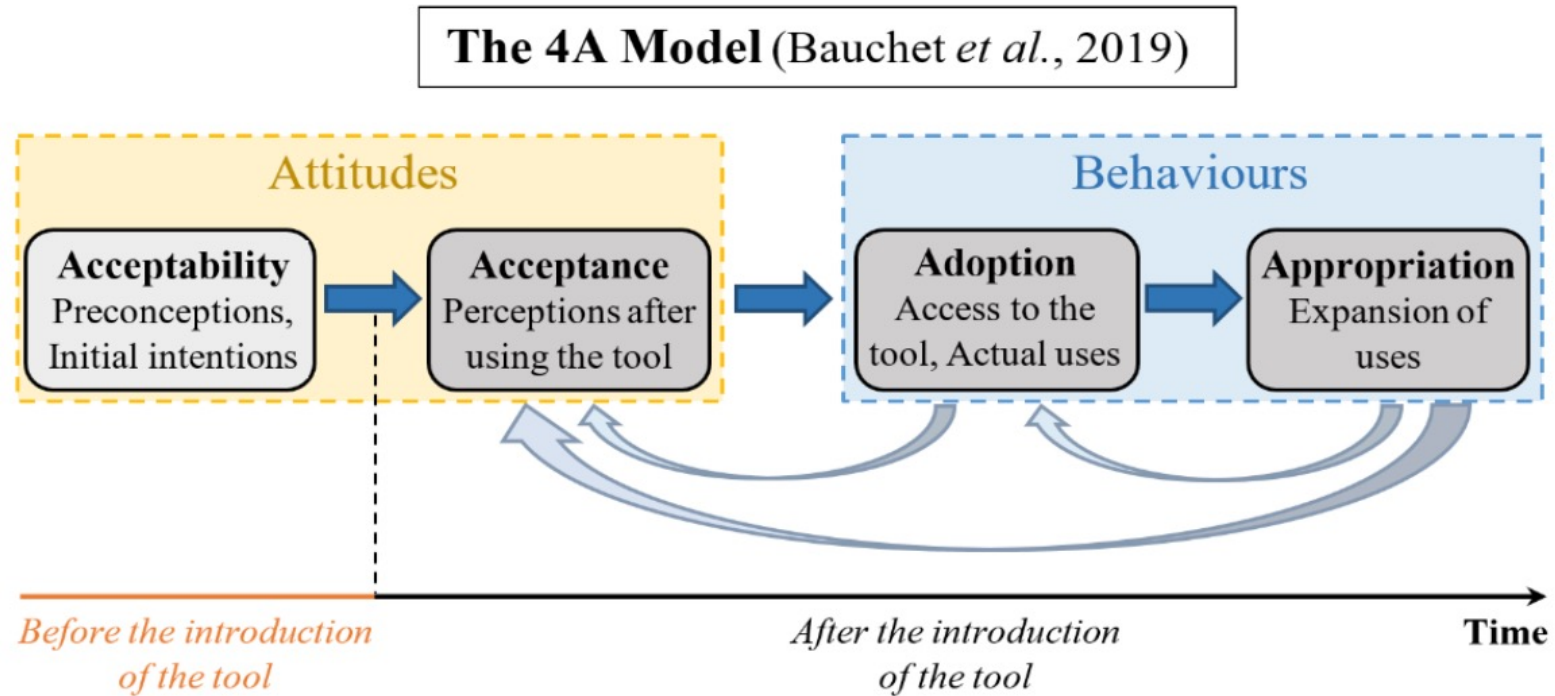 The 4A Model (Bauchet et al., 2019)
Attitudes
Behaviours
Acceptability
Preconceptions,
Initial intentions
Acceptance
Perceptions after
using the tool
Adoption
Access to the
tool, Actual uses
Appropriation
Expansion of
uses
Before the introduction
of the tool
After the introduction
of the tool
Time